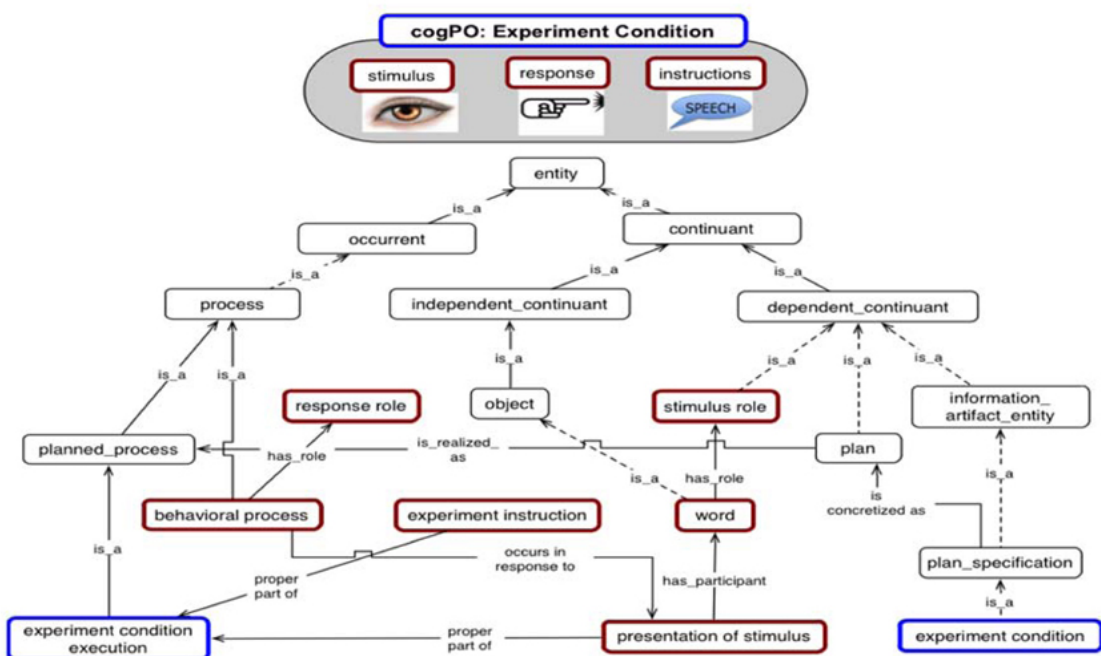 cogPO: Experiment Condition
stimulus
response
instructions
SPEECH
entity
is_a
is_a
occurrent
continuant
is_a
is_a
is_a
process
independent_continuant
dependent_continuant
is_a
is_a
is_a
is_a
is_a
is_a
response role
object
stimulus role
information_
artifact_entity
planned_process
has_role
is_realized_
as
plan
is_a
has_role
is_a
is
concretized as
behavioral process
experiment instruction
word
is_a
occurs in
response to
plan_specification
proper
part of
has_participant
is_a
experiment condition
execution
proper
part of
presentation of stimulus
experiment condition